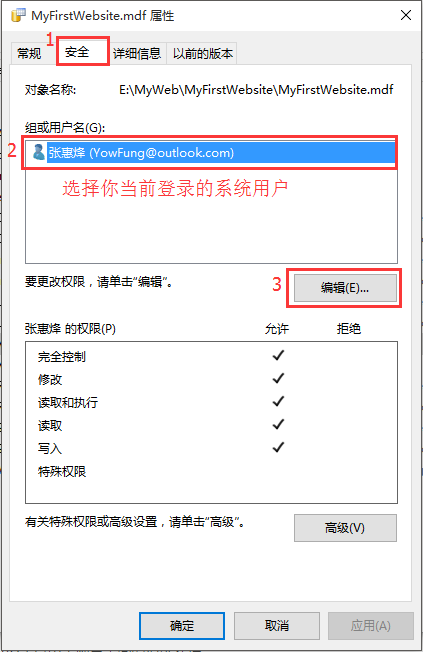 MyFirstWebsite.mdf 属性
1
常规 安全 详细信息 以前的版本
对象名称: E:\MyWeb\MyFirstWebsite\MyFirstWebsite.mdf
组或用户名(G):
2 张惠烽 (YowFung@outlook.com)
选择你当前登录的系统用户
要更改权限，请单击"编辑"。 3 编辑(E)...
张惠烽 的权限(P) 允许 拒绝
完全控制
修改
读取和执行
读取
写入
特殊权限
有关特殊权限或高级设置，请单击"高级"。 高级(V)
确定 取消 应用(A)